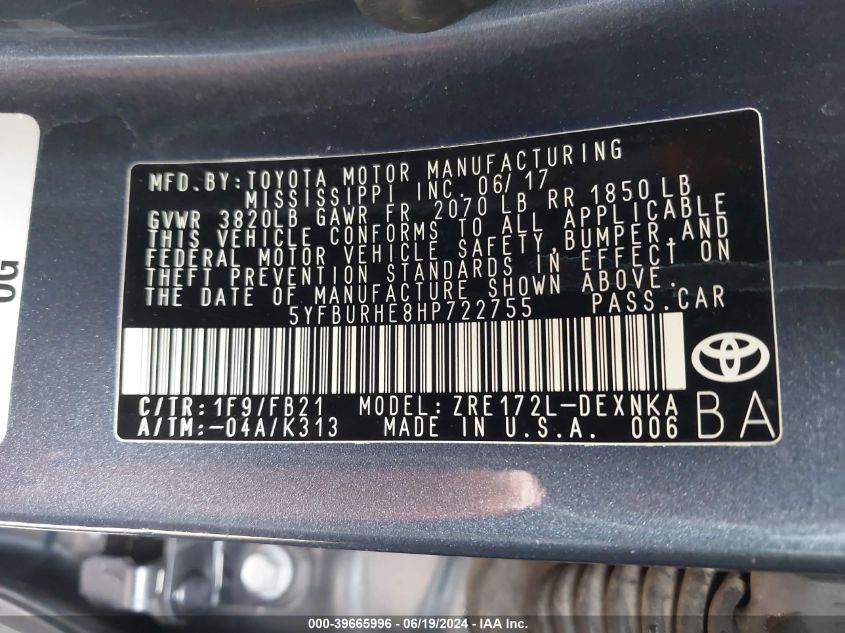 MFD.BY:TOYOTA MOTOR MANUFACTURING
MISSISSIPPI INC. 06/17
GVWR 3820LB GAWR FR 2070 LB RR 1850LB
THIS VEHICLE CONFORMS TO ALL APPLICABLE
FEDERAL MOTOR VEHICLE SAFETY,BUMPER,AND
THEFT PREVENTION STANDARDS IN EFFECT ON
THE DATE OF MANUFACTURE SHOWN ABOVE.
5YFBURHE8HP722755 PASS.CAR
C/TR:1F9/FB21 MODEL:ZRE172L-DEXNKA
A/TM:-04A/K313 MADE IN U.S.A. 006
BA
000-39665996 - 06/19/2024 - IAA Inc.